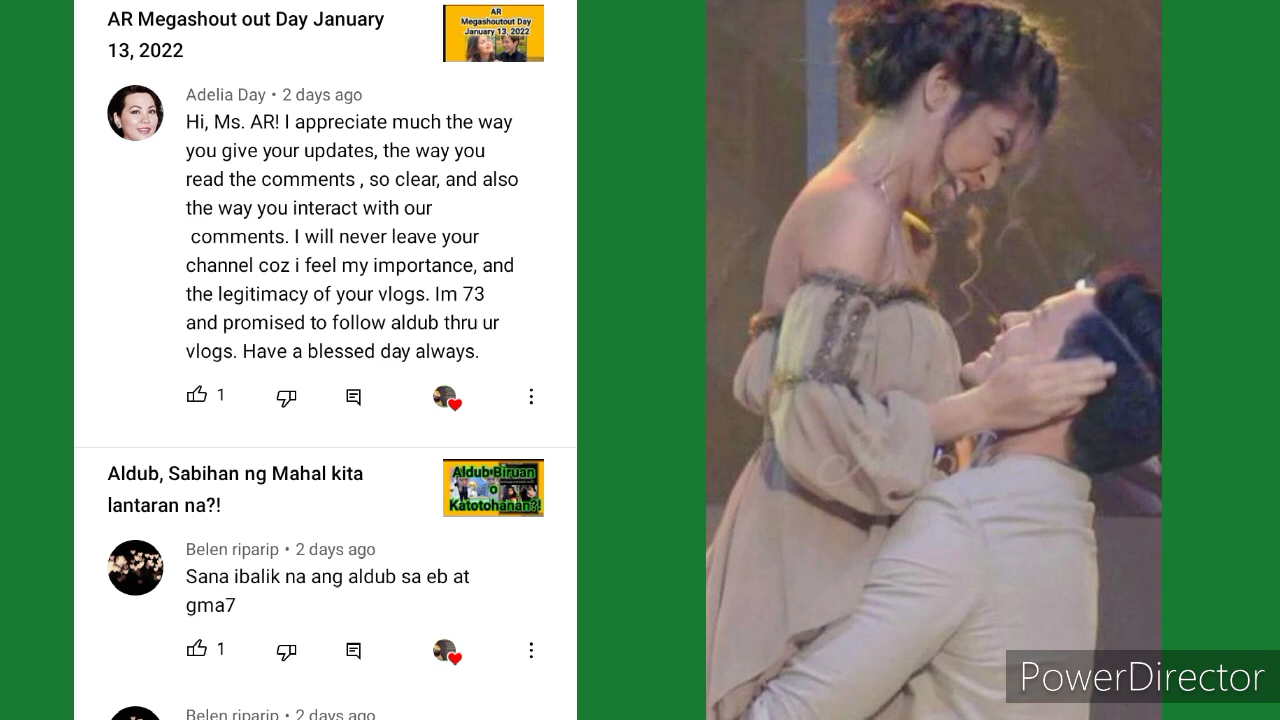 AR Megashout out Day January
13, 2022
AR
Megashoutout Day
January 13, 2022
Adelia Day • 2 days ago
Hi, Ms. AR! I appreciate much the way
you give your updates, the way you
read the comments , so clear, and also
the way you interact with our
comments. I will never leave your
channel coz i feel my importance, and
the legitimacy of your vlogs. Im 73
and promised to follow aldub thru ur
vlogs. Have a blessed day always.
1
Aldub, Sabihan ng Mahal kita
lantaran na?!
Aldub Biruan
o
Katotohanan?!
Belen riparip • 2 days ago
Sana ibalik na ang aldub sa eb at
gma7
1
Belen riparip • 2 days ago
PowerDirector